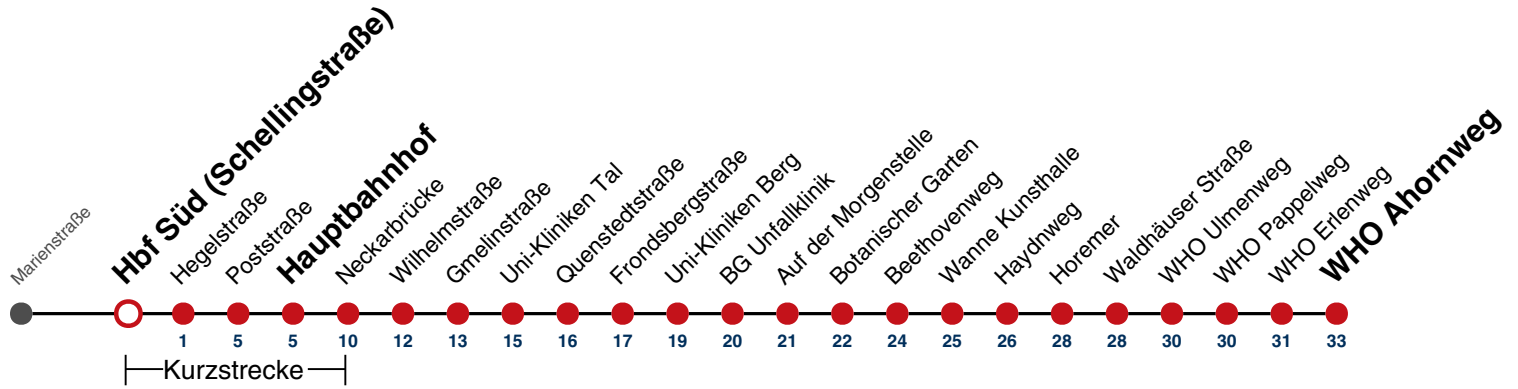 Marienstraße
Hbf Süd (Schellingstraße)
Hegelstraße
Poststraße
Hauptbahnhof
Neckarbrücke
Wilhelmstraße
Gmelinstraße
Uni-Kliniken Tal
Quenstedtstraße
Frondsbergstraße
Uni-Kliniken Berg
BG Unfallklinik
Auf der Morgenstelle
Botanischer Garten
Beethovenweg
Wanne Kunsthalle
Haydnweg
Horemer
Waldhäuser Straße
WHO Ulmenweg
WHO Pappelweg
WHO Erlenweg
WHO Ahornweg
1 5 5 10 12 13 15 16 17 19 20 21 22 24 25 26 28 28 30 30 31 33
Kurzstrecke